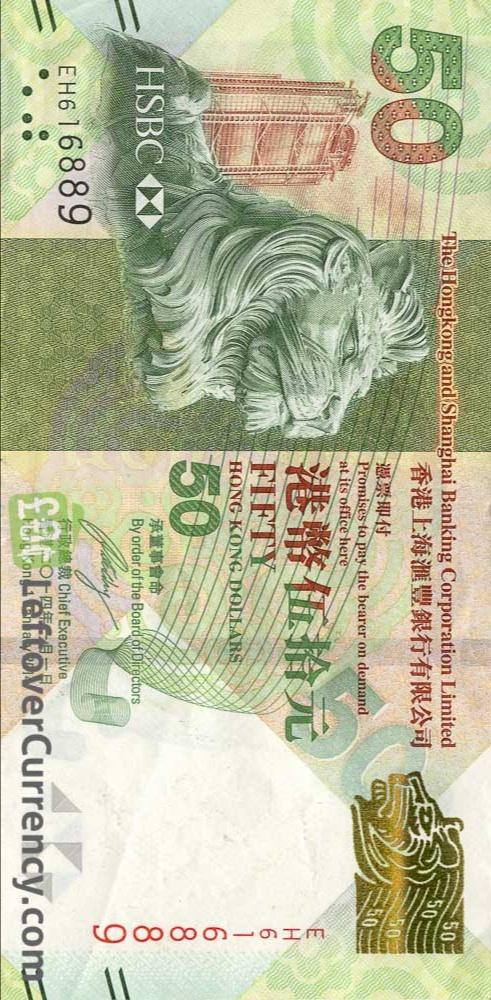 50
HSBC
EH616889
The Hongkong and Shanghai Banking Corporation Limited
香港上海滙豐銀行有限公司
憑票即付
Promises to pay the bearer on demand
at its office here
港幣伍拾元
FIFTY
HONG KONG DOLLARS
50
承董事會命
By order of the Board of Directors
行政總裁 Chief Executive
50
50
50
50
50
EH616889
LeftoverCurrency.com